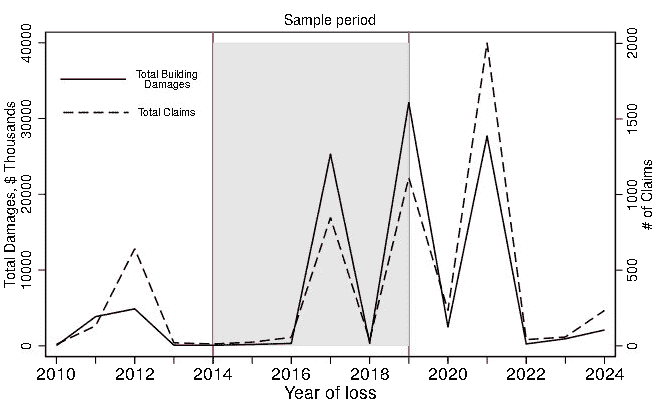 Sample period
Total Building
Damages
Total Claims
Total Damages, $ Thousands
40000
30000
20000
10000
0
# of Claims
2000
1500
1000
500
0
2010 2012 2014 2016 2018 2020 2022 2024
Year of loss